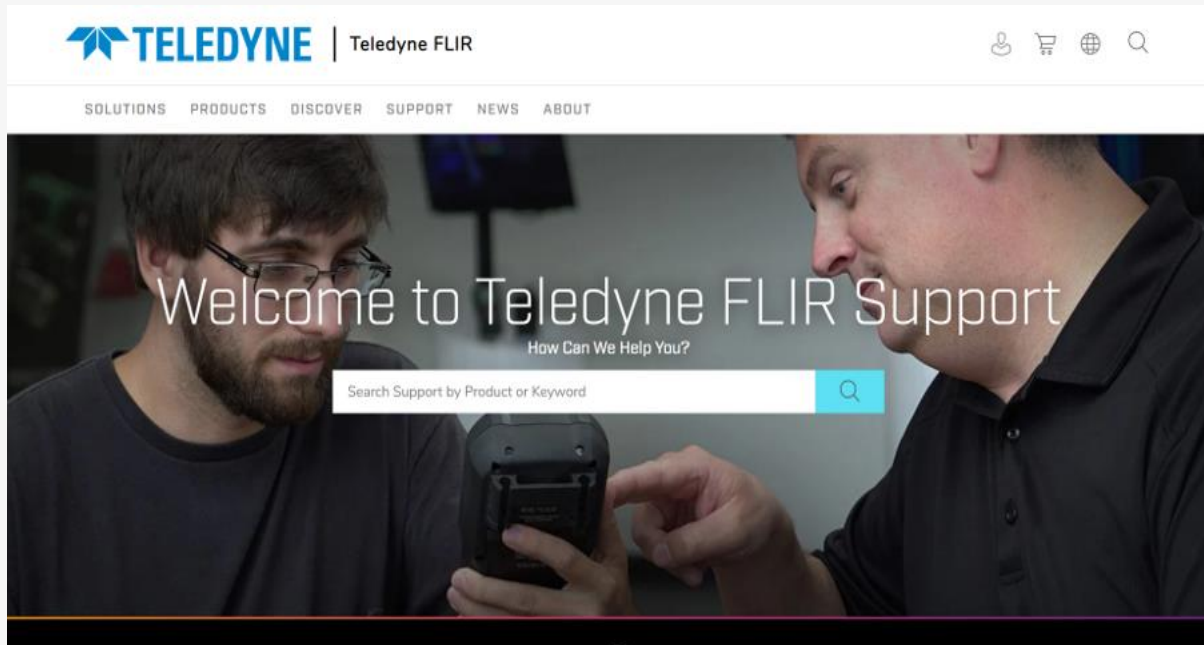 TELEDYNE | Teledyne FLIR
SOLUTIONS PRODUCTS DISCOVER SUPPORT NEWS ABOUT
Welcome to Teledyne FLIR Support
How Can We Help You?
Search Support by Product or Keyword